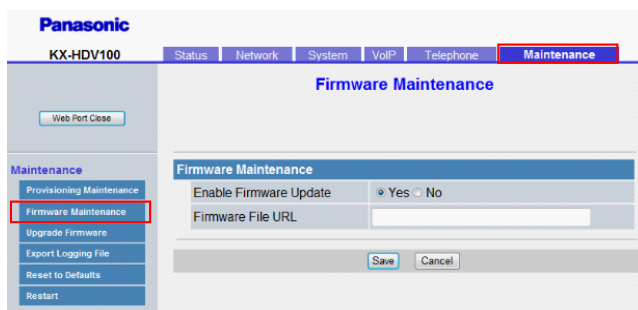 Panasonic
KX-HDV100
Status Network System VoIP Telephone Maintenance
Firmware Maintenance
Web Port Close
Maintenance
Provisioning Maintenance
Firmware Maintenance
Upgrade Firmware
Export Logging File
Reset to Defaults
Restart
Firmware Maintenance
Enable Firmware Update Yes No
Firmware File URL
Save Cancel